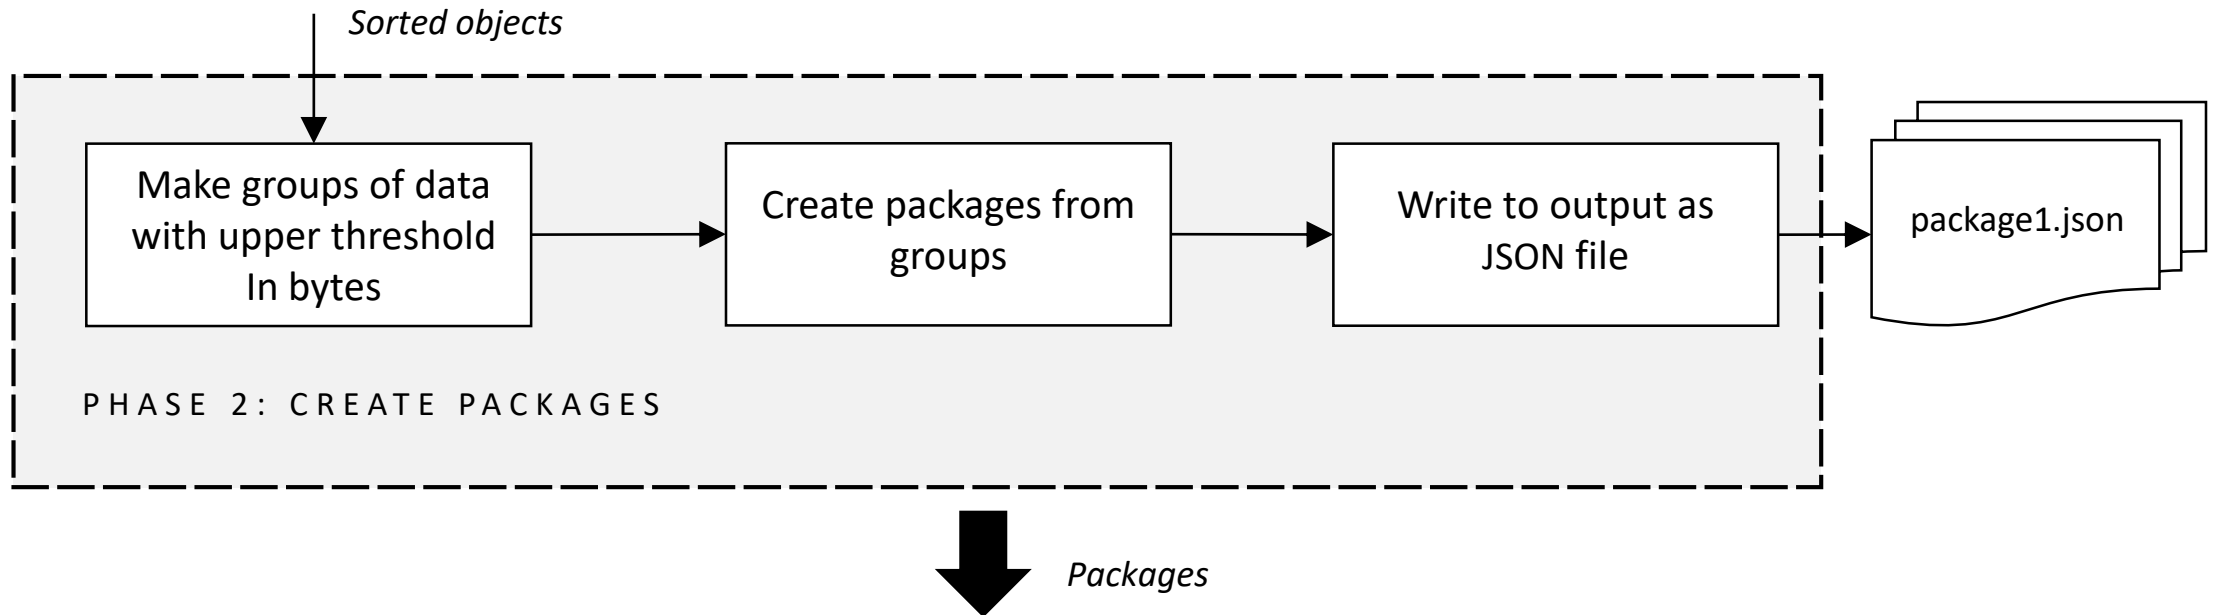 Sorted objects
Make groups of data
with upper threshold
In bytes
Create packages from
groups
Write to output as
JSON file
package1.json
PHASE 2: CREATE PACKAGES
Packages